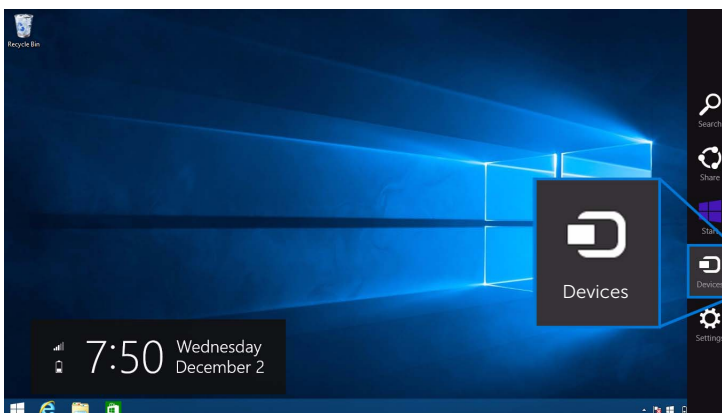 Recycle Bin
Search
Share
Start
Devices
Devices
Settings
7:50
Wednesday
December 2